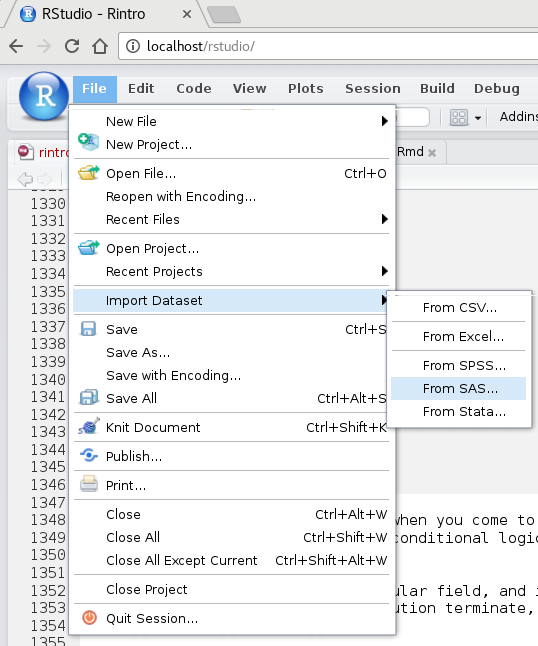 RStudio - Rintro
localhost/rstudio/
R
File Edit Code View Plots Session Build Debug
Addins
rintro
Rmd
New File
New Project...
Open File... Ctrl+O
Reopen with Encoding...
Recent Files
Open Project...
Recent Projects
Import Dataset
Save Ctrl+S
Save As...
Save with Encoding...
Save All Ctrl+Alt+S
Knit Document Ctrl+Shift+K
Publish...
Print...
Close Ctrl+Alt+W
Close All Ctrl+Shift+W
Close All Except Current Ctrl+Shift+Alt+W
Close Project
Quit Session...
From CSV...
From Excel...
From SPSS...
From SAS...
From Stata...
1330
1331
1332
1333
1334
1335
1336
1337
1338
1339
1340
1341
1342
1343
1344
1345
1346
1347
1348 when you come to
1349 conditional logic
1350
1351
1352 ular field, and
1353 ution terminate,
1354
1355